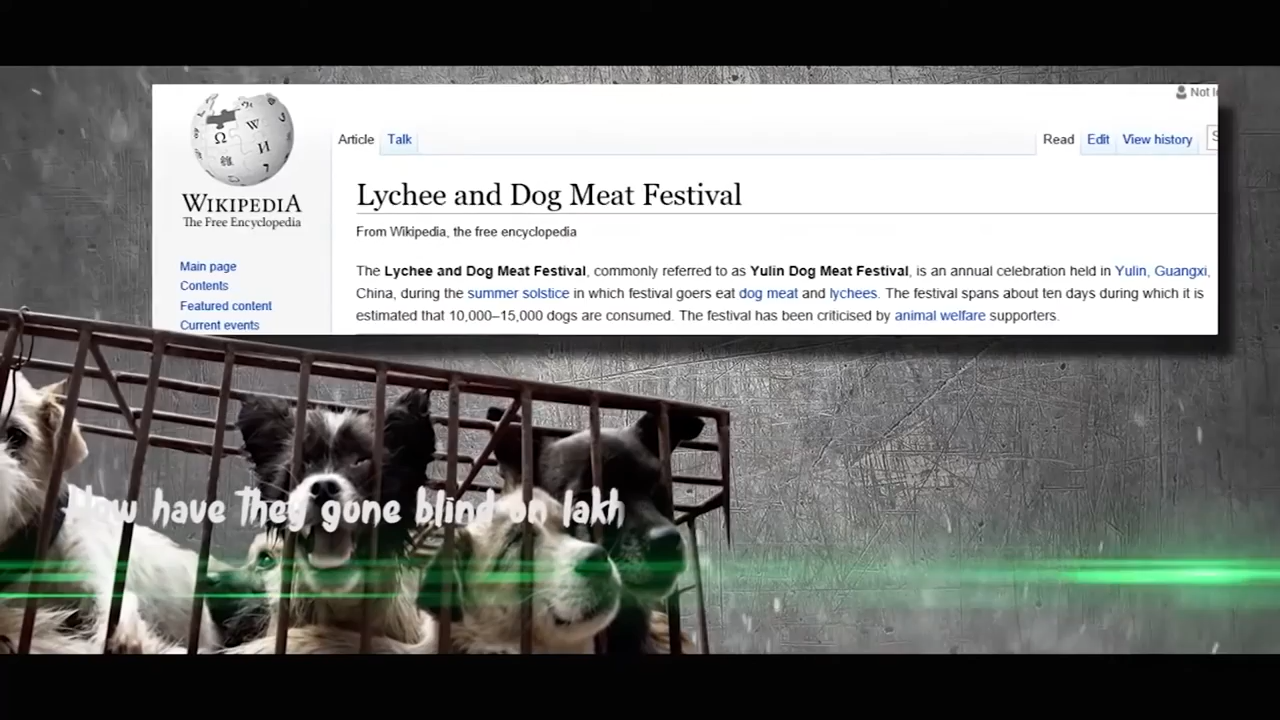 Not l
Article Talk Read Edit View history S
WIKIPEDIA
The Free Encyclopedia
Lychee and Dog Meat Festival
From Wikipedia, the free encyclopedia
Main page
Contents
Featured content
Current events
The Lychee and Dog Meat Festival, commonly referred to as Yulin Dog Meat Festival, is an annual celebration held in Yulin, Guangxi,
China, during the summer solstice in which festival goers eat dog meat and lychees. The festival spans about ten days during which it is
estimated that 10,000–15,000 dogs are consumed. The festival has been criticised by animal welfare supporters.
How have they gone blind on lakh